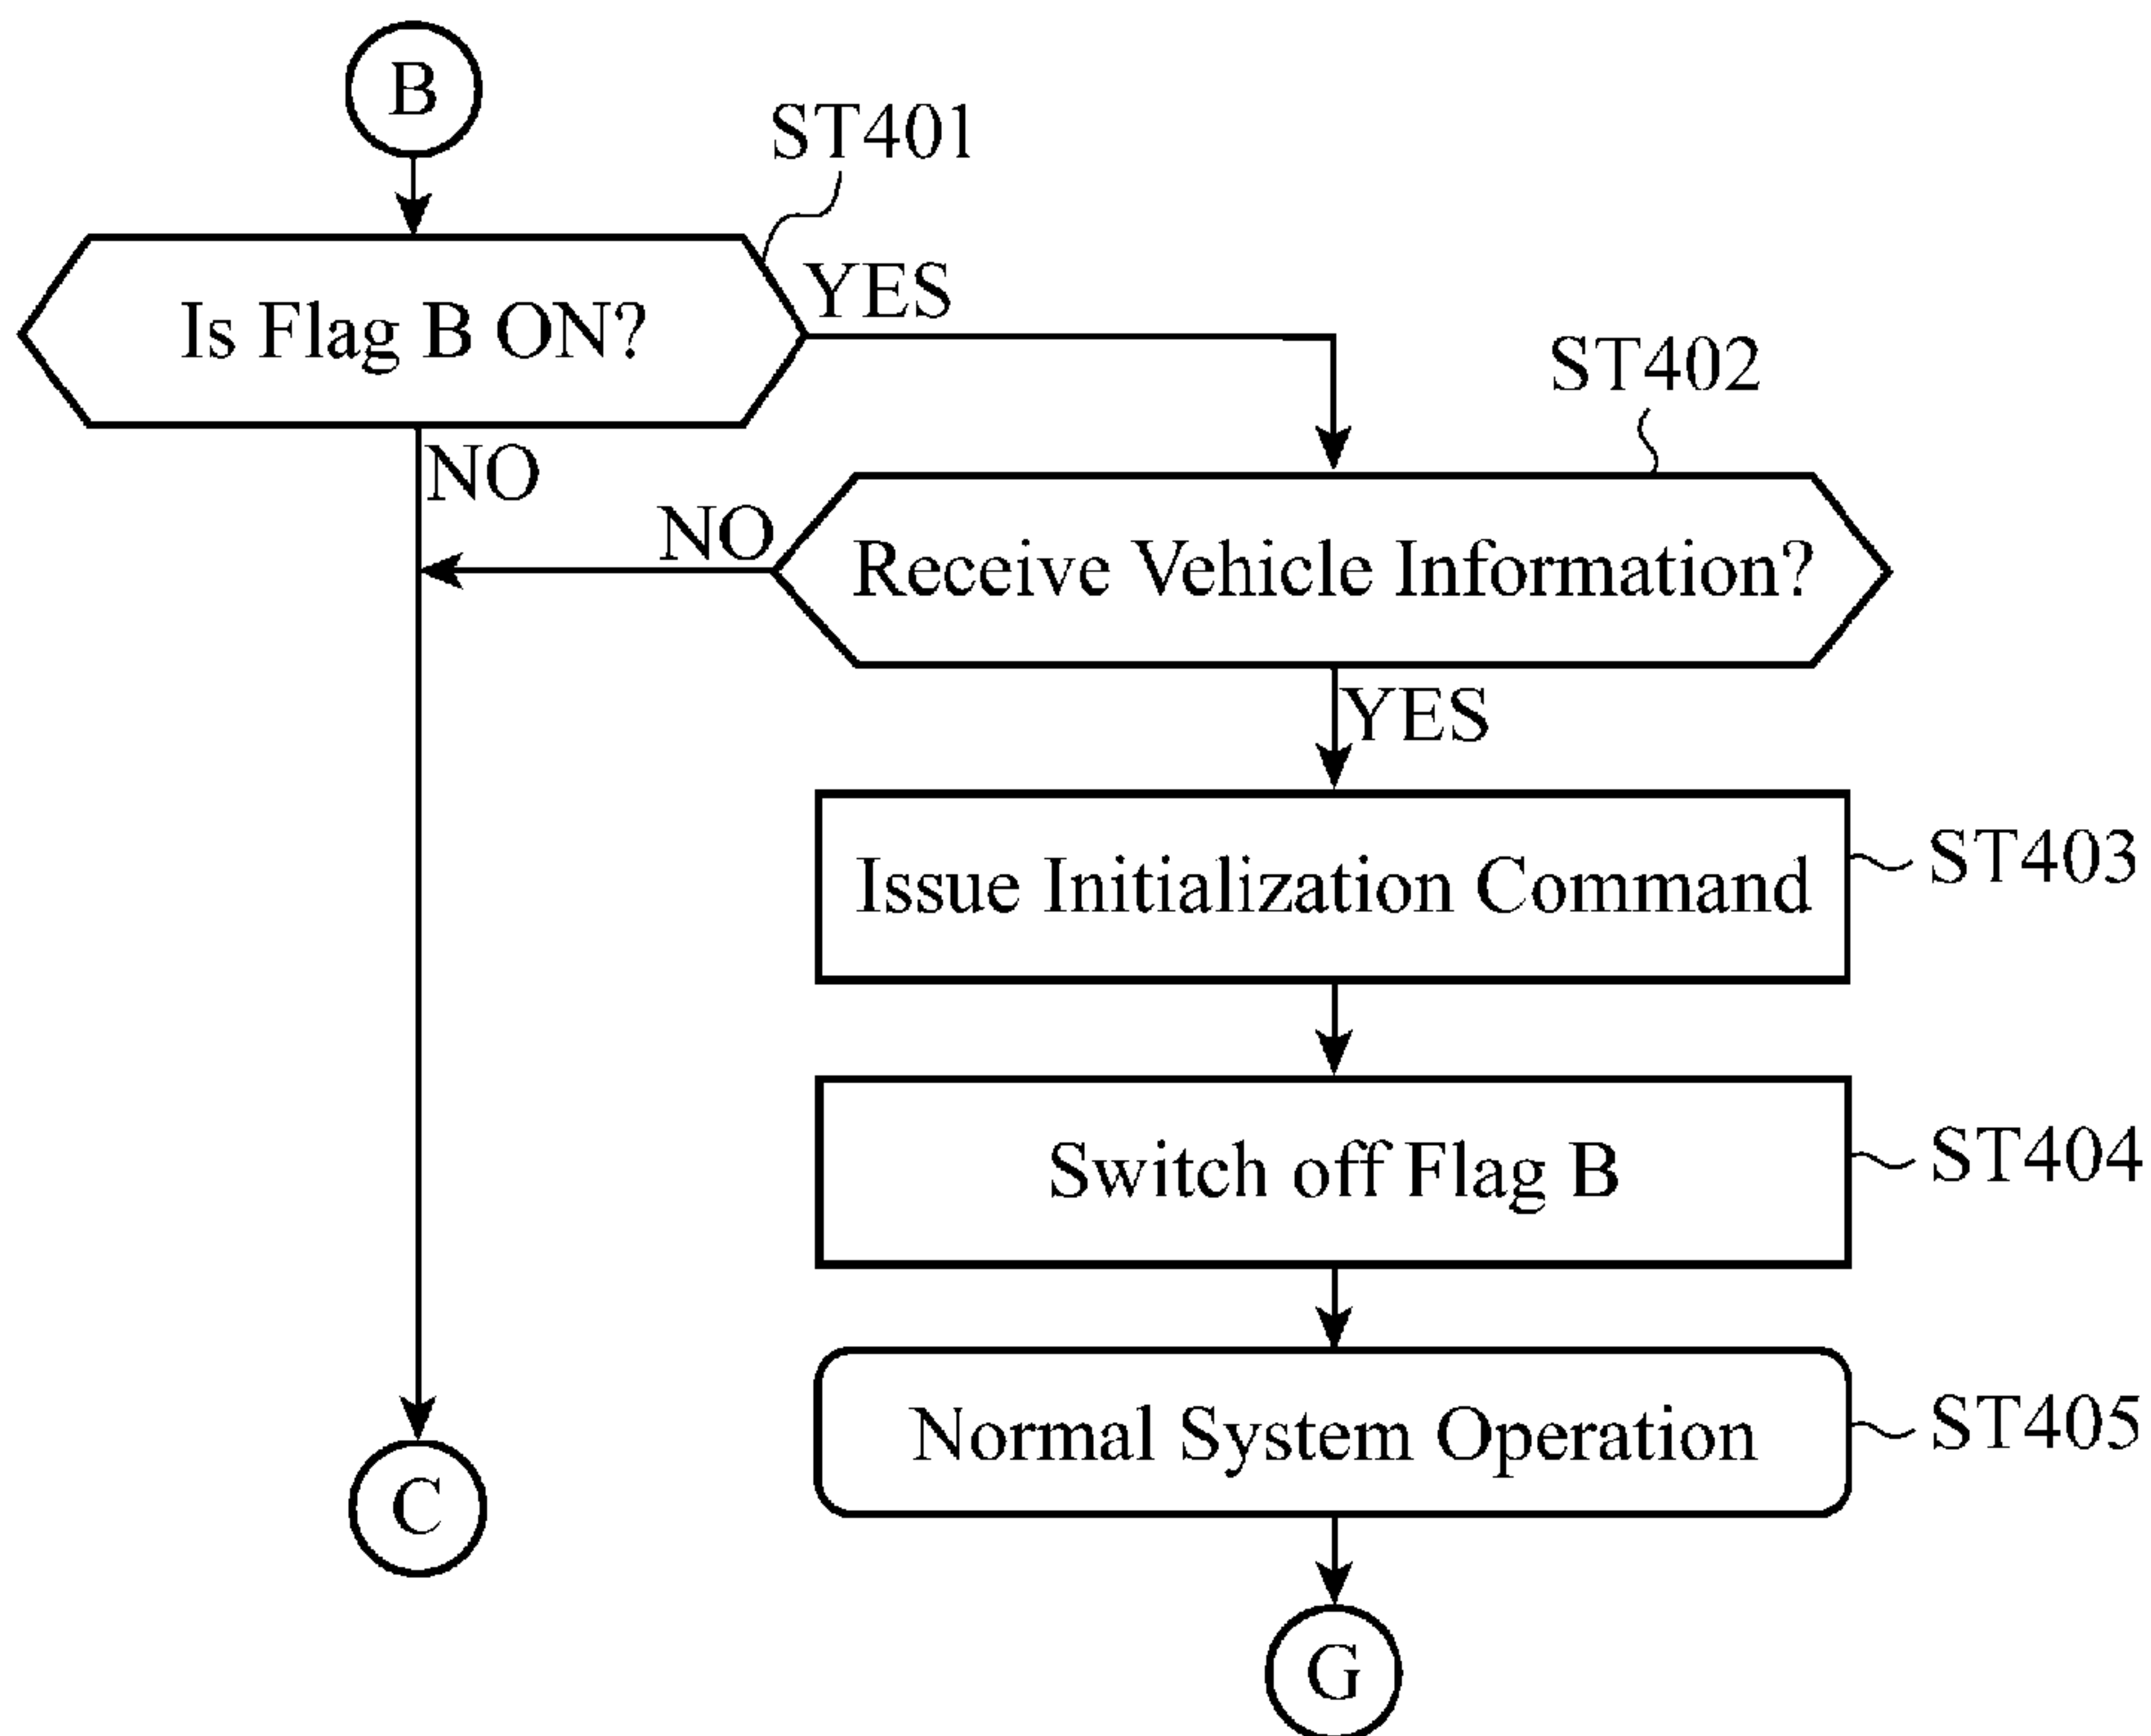 B
ST401
Is Flag B ON?
YES
NO
ST402
NO
Receive Vehicle Information?
YES
Issue Initialization Command
ST403
Switch off Flag B
ST404
Normal System Operation
ST405
C
G